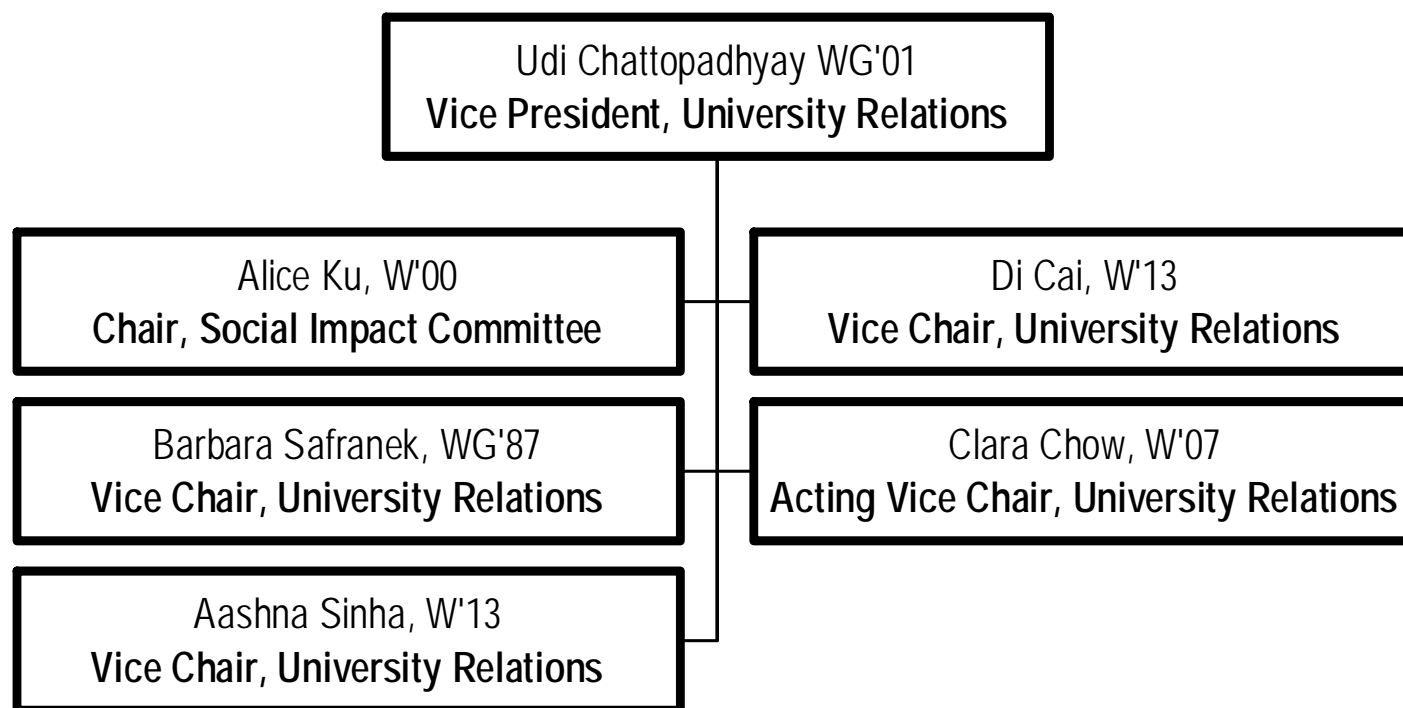 Udi Chattopadhyay WG'01
Vice President, University Relations
Alice Ku, W'00
Chair, Social Impact Committee
Di Cai, W'13
Vice Chair, University Relations
Barbara Safranek, WG'87
Vice Chair, University Relations
Clara Chow, W'07
Acting Vice Chair, University Relations
Aashna Sinha, W'13
Vice Chair, University Relations